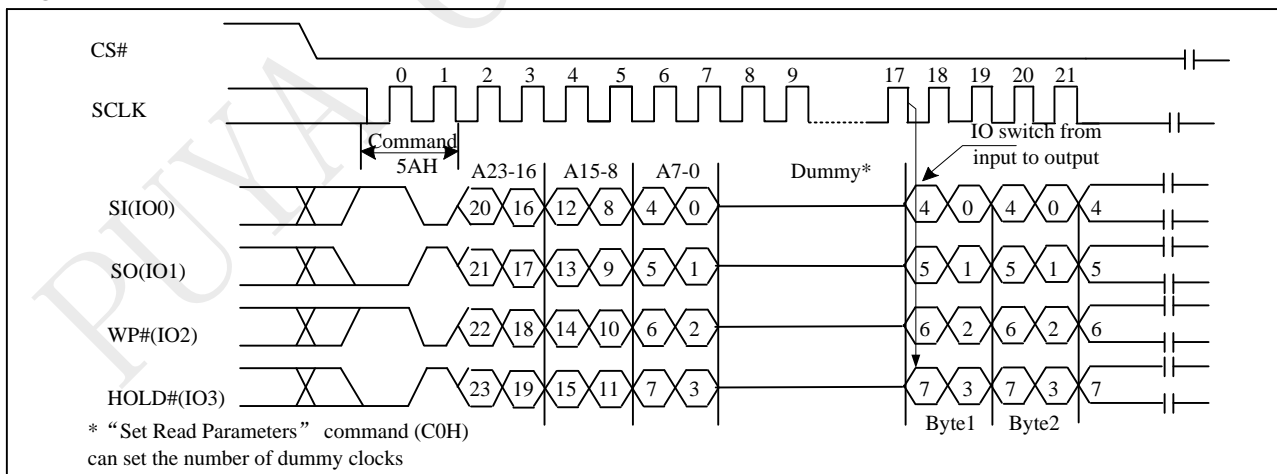 CS#
0 1 2 3 4 5 6 7 8 9 17 18 19 20 21
SCLK
Command
5AH
IO switch from
input to output
A23-16 A15-8 A7-0 Dummy*
SI(IO0) 20 16 12 8 4 0 4 0 4 0 4
SO(IO1) 21 17 13 9 5 1 5 1 5 1 5
WP#(IO2) 22 18 14 10 6 2 6 2 6 2 6
HOLD#(IO3) 23 19 15 11 7 3 7 3 7 3 7
Byte1 Byte2
* “Set Read Parameters” command (C0H)
can set the number of dummy clocks
PUYA